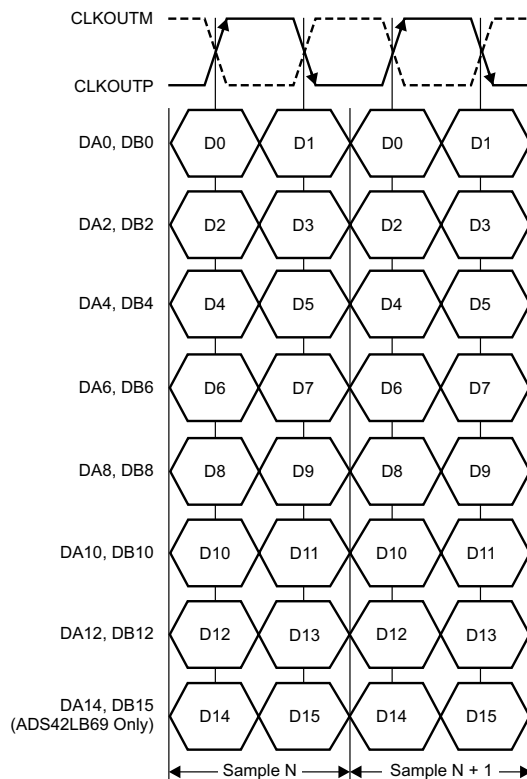 CLKOUTM
CLKOUTP
DA0, DB0 D0 D1 D0 D1
DA2, DB2 D2 D3 D2 D3
DA4, DB4 D4 D5 D4 D5
DA6, DB6 D6 D7 D6 D7
DA8, DB8 D8 D9 D8 D9
DA10, DB10 D10 D11 D10 D11
DA12, DB12 D12 D13 D12 D13
DA14, DB15 D14 D15 D14 D15
(ADS42LB69 Only)
Sample N Sample N + 1